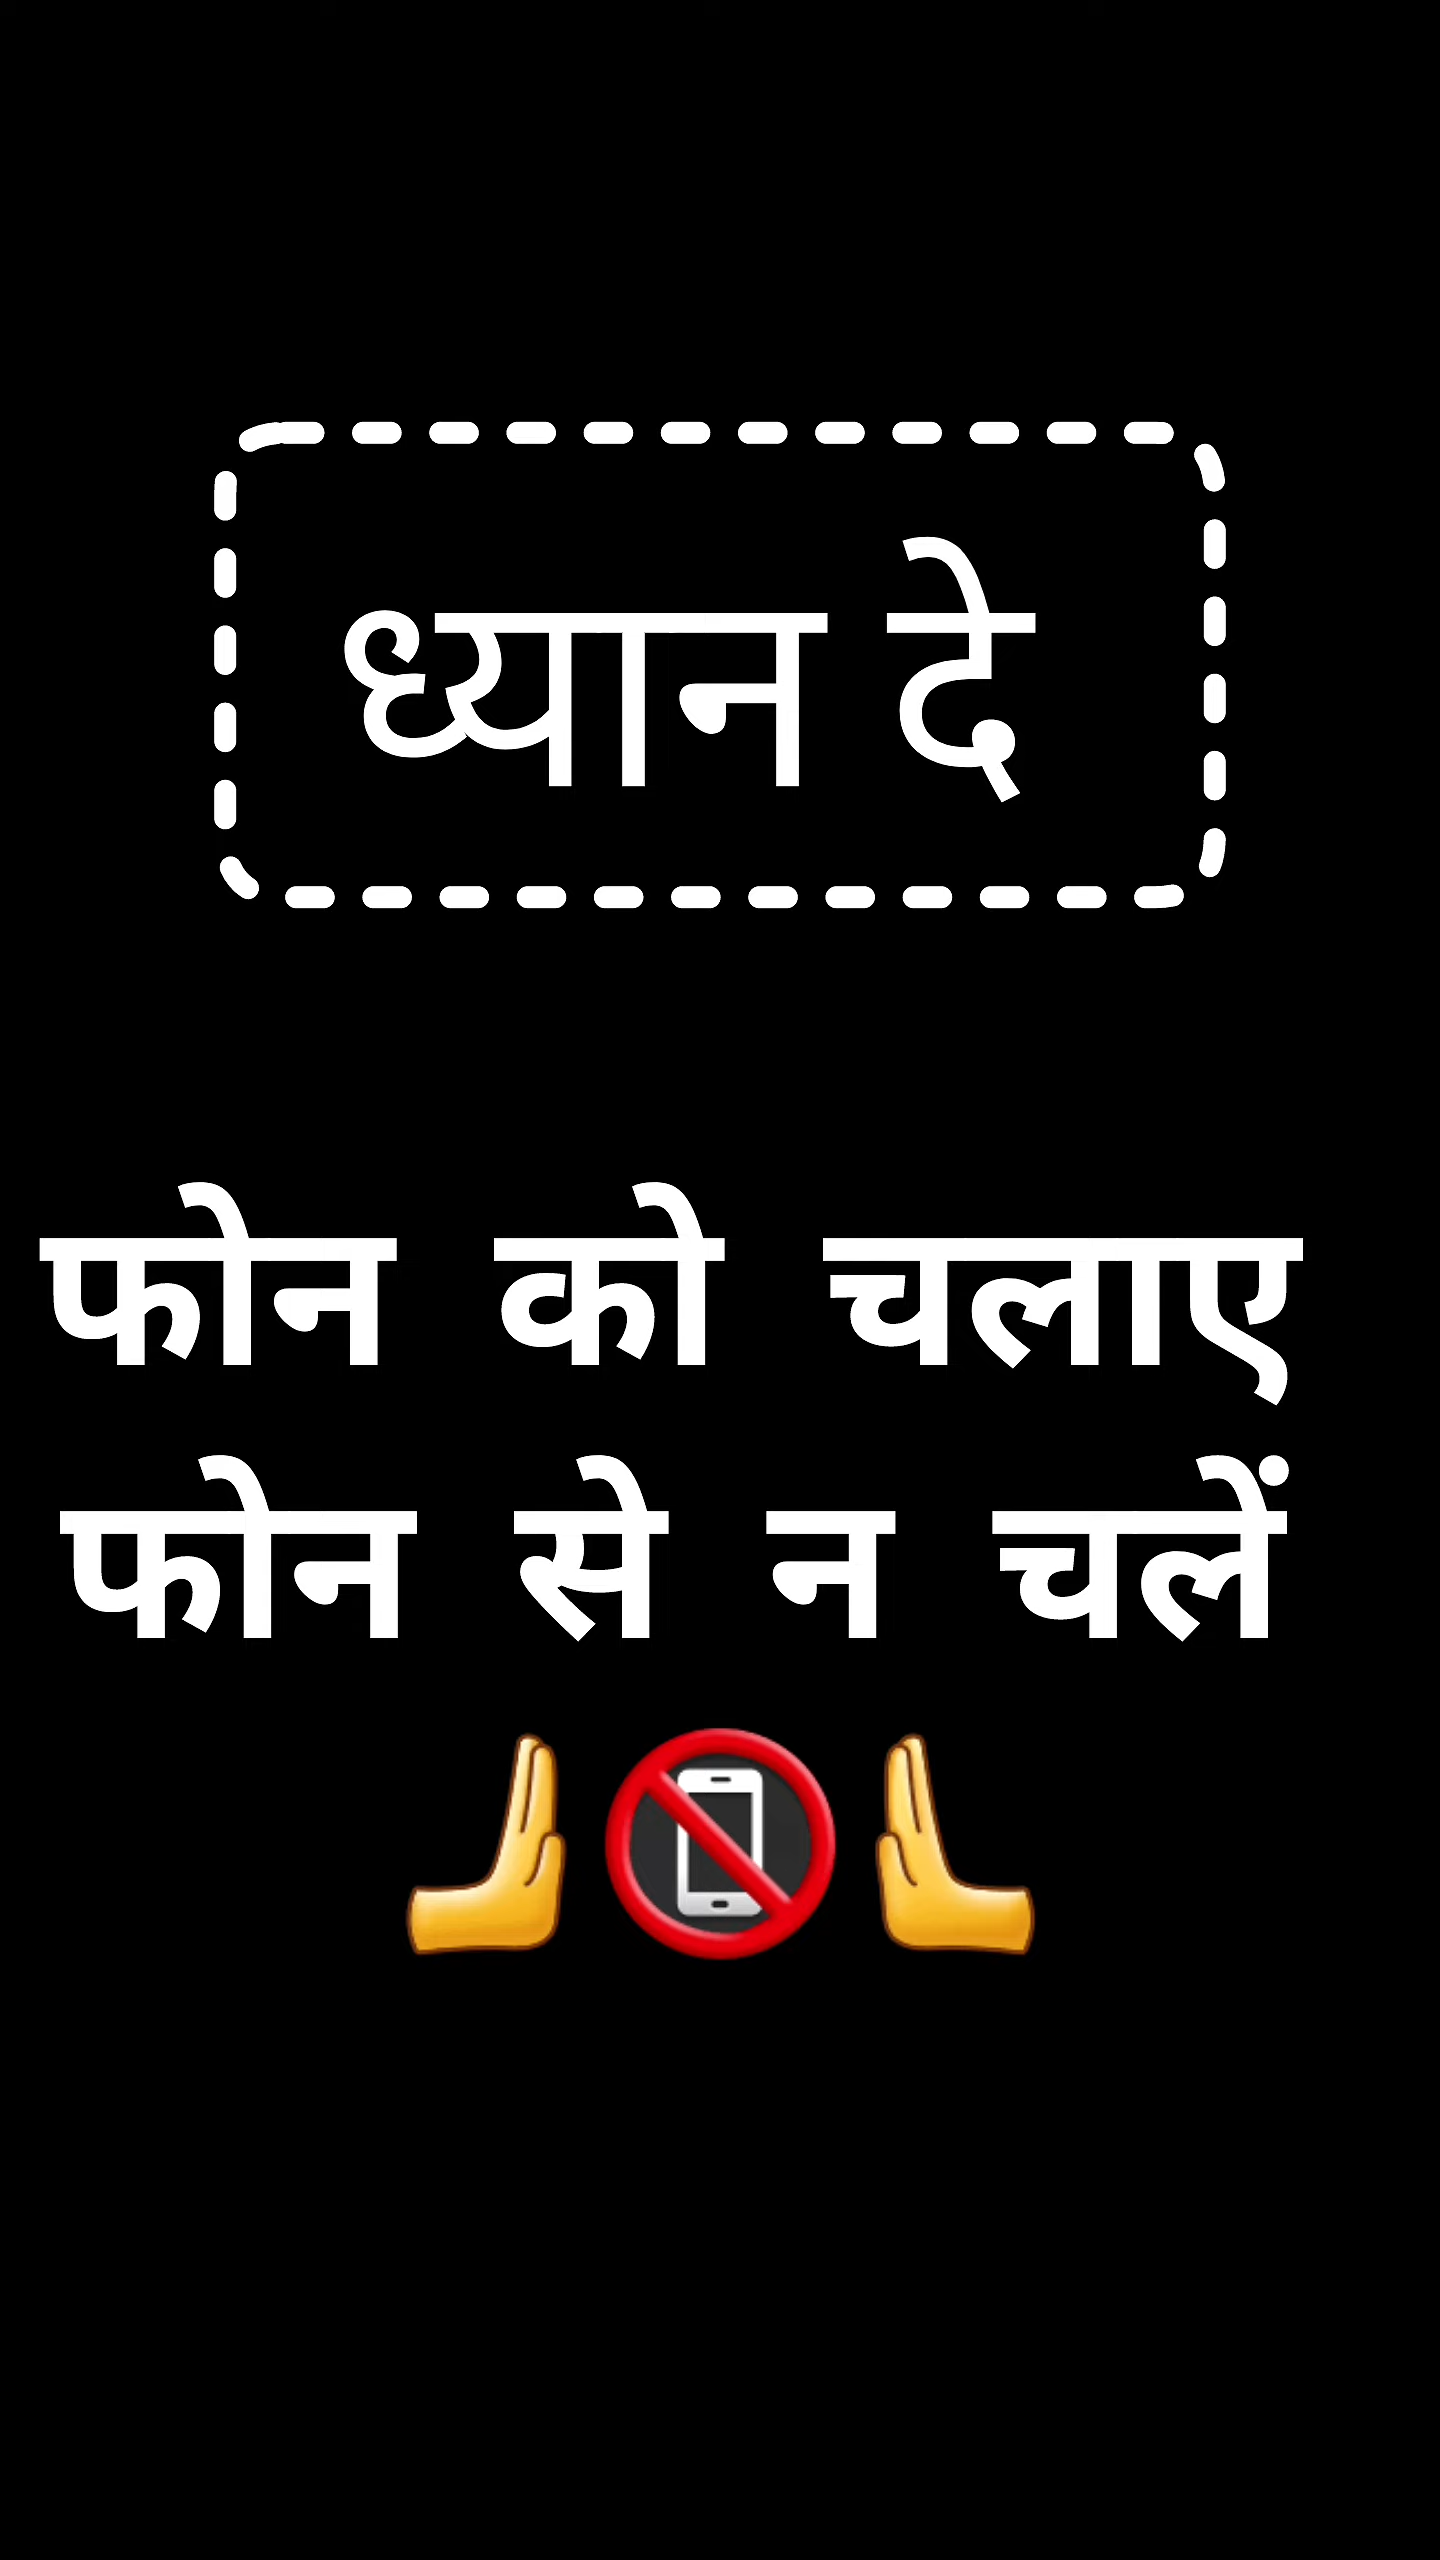 ध्यान दे
फोन को चलाए
फोन से न चलें